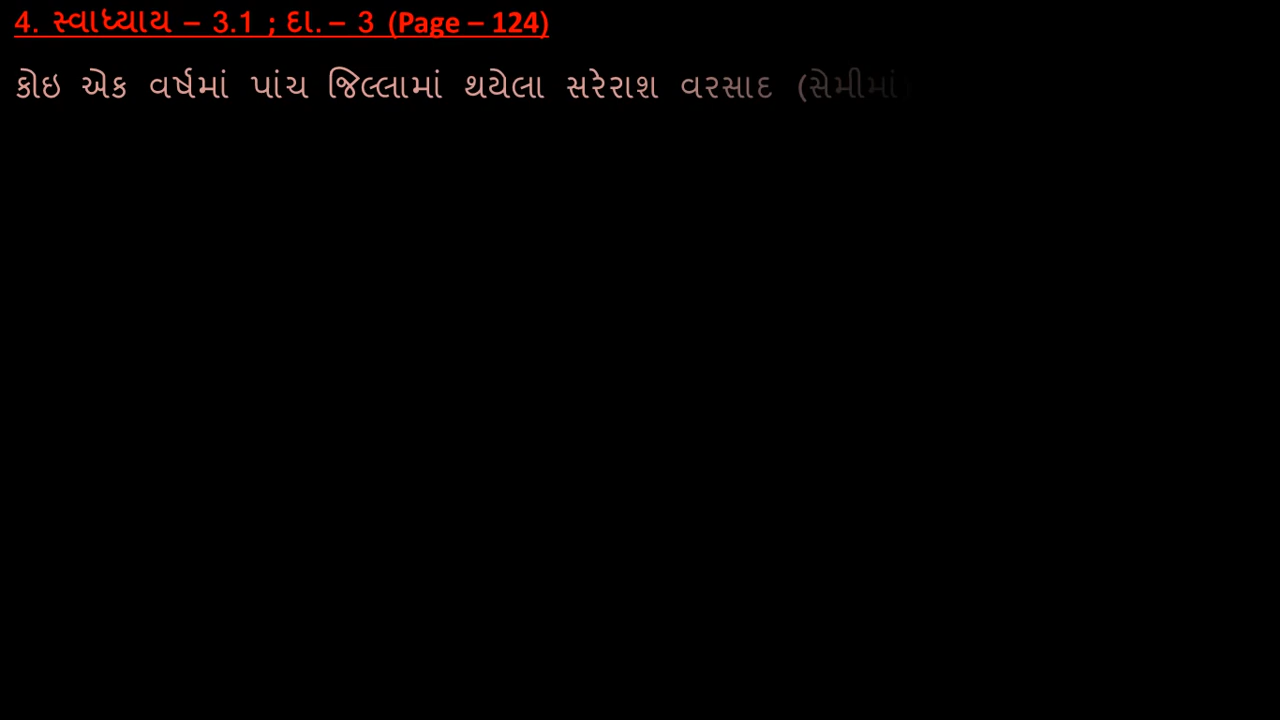 4. સ્વાધ્યાય – 3.1 ; દા. – 3 (Page – 124)
કોઇ એક વર્ષમાં પાંચ જિલ્લામાં થયેલા સરેરાશ વરસાદ (સેમીમાં)